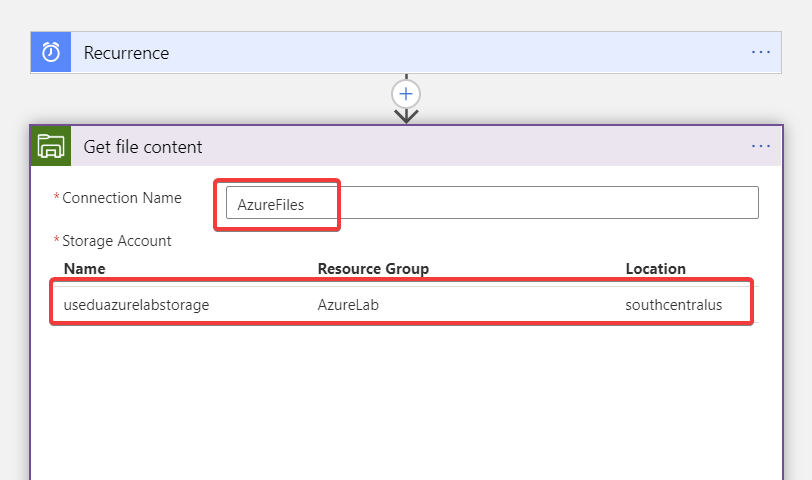 Recurrence ...
Get file content ...
*Connection Name AzureFiles
*Storage Account
Name Resource Group Location
useduazurelabstorage AzureLab southcentralus